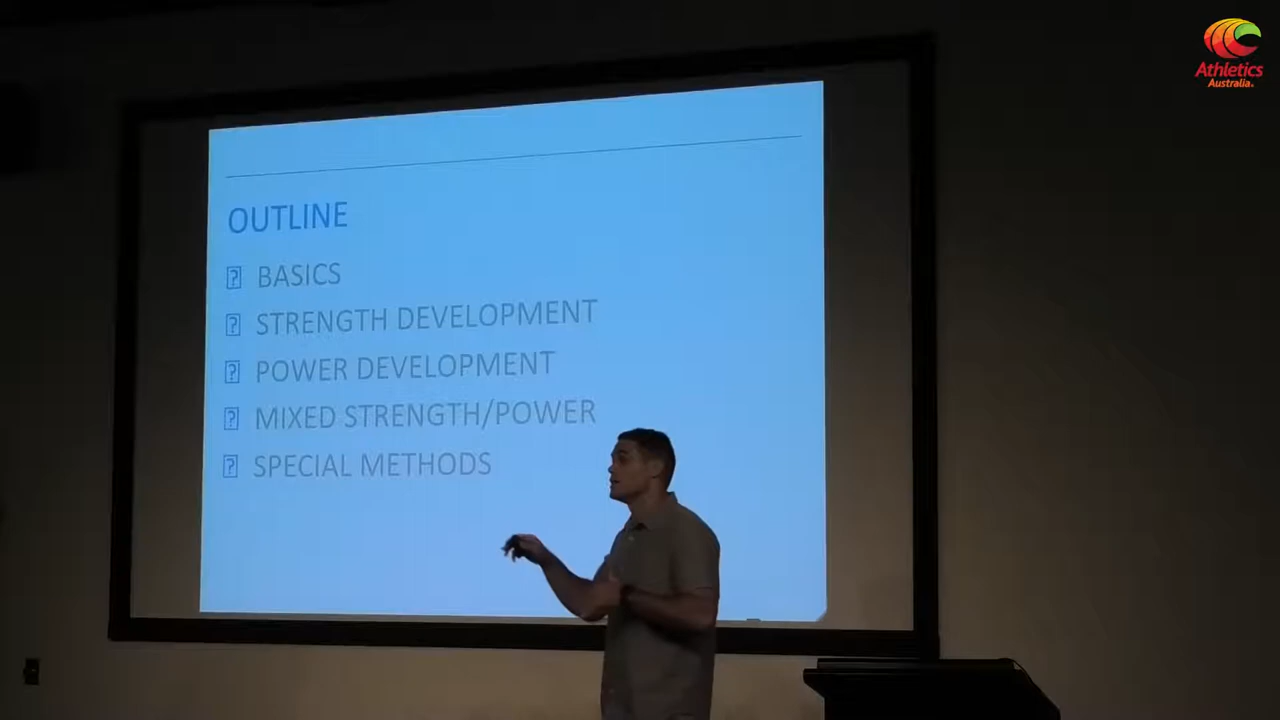 Athletics
Australia.
OUTLINE
BASICS
STRENGTH DEVELOPMENT
POWER DEVELOPMENT
MIXED STRENGTH/POWER
SPECIAL METHODS